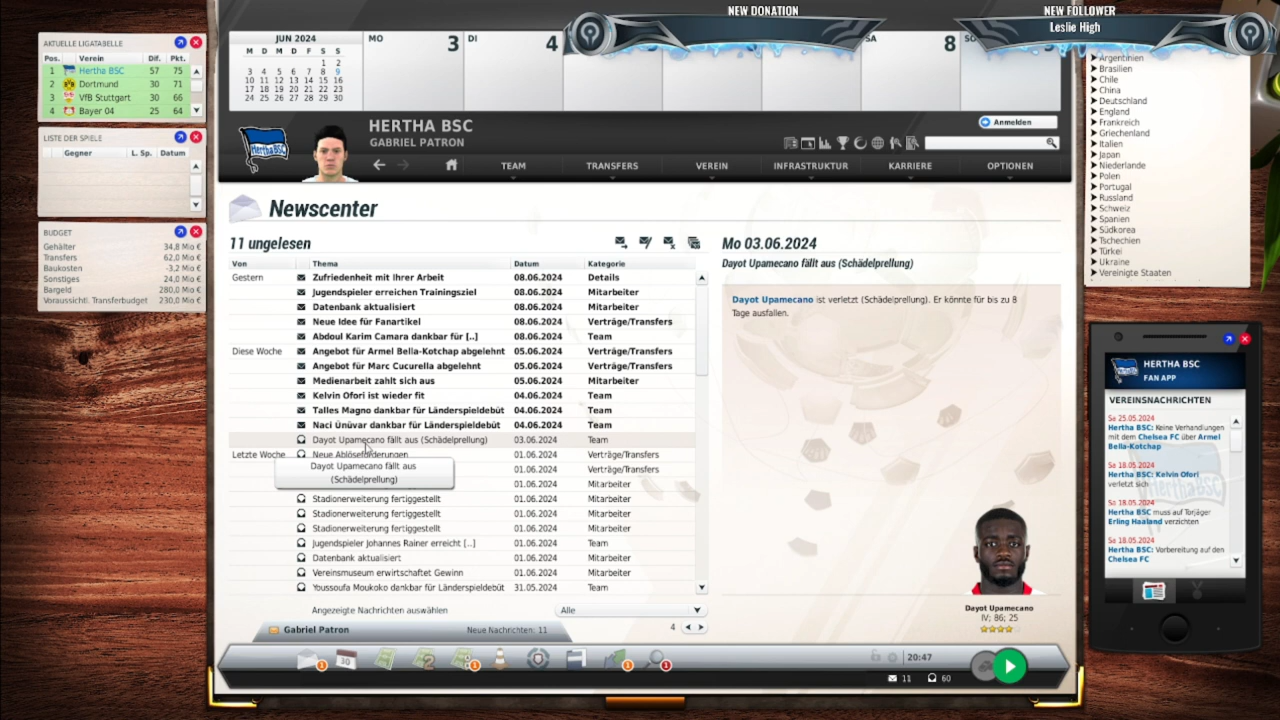 NEW DONATION
NEW FOLLOWER
Leslie High
AKTUELLE LIGATABELLE
Pos. Verein Dif. Pkt.
1 Hertha BSC 57 75
2 Dortmund 30 71
3 VfB Stuttgart 30 66
4 Bayer 04 25 64
LISTE DER SPIELE
Gegner L. Sp. Datum
BUDGET
Gehälter 34,8 Mio €
Transfers 62,0 Mio €
Baukosten -3,2 Mio €
Sonstiges 24,0 Mio €
Bargeld 280,0 Mio €
Voraussichtl. Transferbudget 230,0 Mio €
JUN 2024
M D M D F S S
1 2
3 4 5 6 7 8 9
10 11 12 13 14 15 16
17 18 19 20 21 22 23
24 25 26 27 28 29 30
MO 3
DI 4
SA 8
SO
HERTHA BSC
GABRIEL PATRON
Anmelden
TEAM TRANSFERS VEREIN INFRASTRUKTUR KARRIERE OPTIONEN
Newscenter
11 ungelesen
Von Thema Datum Kategorie
Gestern Zufriedenheit mit Ihrer Arbeit 08.06.2024 Details
Jugendspieler erreichen Trainingsziel 08.06.2024 Mitarbeiter
Datenbank aktualisiert 08.06.2024 Mitarbeiter
Neue Idee für Fanartikel 08.06.2024 Verträge/Transfers
Abdoul Karim Camara dankbar für [..] 08.06.2024 Team
Diese Woche Angebot für Armel Bella-Kotchap abgelehnt 05.06.2024 Verträge/Transfers
Angebot für Marc Cucurella abgelehnt 05.06.2024 Verträge/Transfers
Medienarbeit zahlt sich aus 05.06.2024 Mitarbeiter
Kelvin Ofori ist wieder fit 04.06.2024 Team
Talles Magno dankbar für Länderspieldebüt 04.06.2024 Team
Naci Ünüvar dankbar für Länderspieldebüt 04.06.2024 Team
Dayot Upamecano fällt aus (Schädelprellung) 03.06.2024 Team
Letzte Woche Neue Ablöseforderungen 01.06.2024 Verträge/Transfers
Dayot Upamecano fällt aus
(Schädelprellung)
01.06.2024 Verträge/Transfers
01.06.2024 Mitarbeiter
Stadionerweiterung fertiggestellt 01.06.2024 Mitarbeiter
Stadionerweiterung fertiggestellt 01.06.2024 Mitarbeiter
Stadionerweiterung fertiggestellt 01.06.2024 Mitarbeiter
Jugendspieler Johannes Rainer erreicht [..] 01.06.2024 Team
Datenbank aktualisiert 01.06.2024 Mitarbeiter
Vereinsmuseum erwirtschaftet Gewinn 01.06.2024 Mitarbeiter
Youssoufa Moukoko dankbar für Länderspieldebüt 31.05.2024 Team
Angezeigte Nachrichten auswählen Alle
4
Gabriel Patron Neue Nachrichten: 11
Mo 03.06.2024
Dayot Upamecano fällt aus (Schädelprellung)
Dayot Upamecano ist verletzt (Schädelprellung). Er könnte für bis zu 8
Tage ausfallen.
Dayot Upamecano
IV; 86; 25
20:47
11 60
Argentinien
Brasilien
Chile
China
Deutschland
England
Frankreich
Griechenland
Italien
Japan
Niederlande
Polen
Portugal
Russland
Schweiz
Spanien
Südkorea
Tschechien
Türkei
Ukraine
Vereinigte Staaten
HERTHA BSC
FAN APP
VEREINSNACHRICHTEN
Sa 25.05.2024
Hertha BSC: Keine Verhandlungen
mit dem Chelsea FC über Armel
Bella-Kotchap
Sa 18.05.2024
Hertha BSC: Kelvin Ofori
verletzt sich
Sa 18.05.2024
Hertha BSC muss auf Torjäger
Erling Haaland verzichten
Sa 18.05.2024
Hertha BSC: Vorbereitung auf den
Chelsea FC